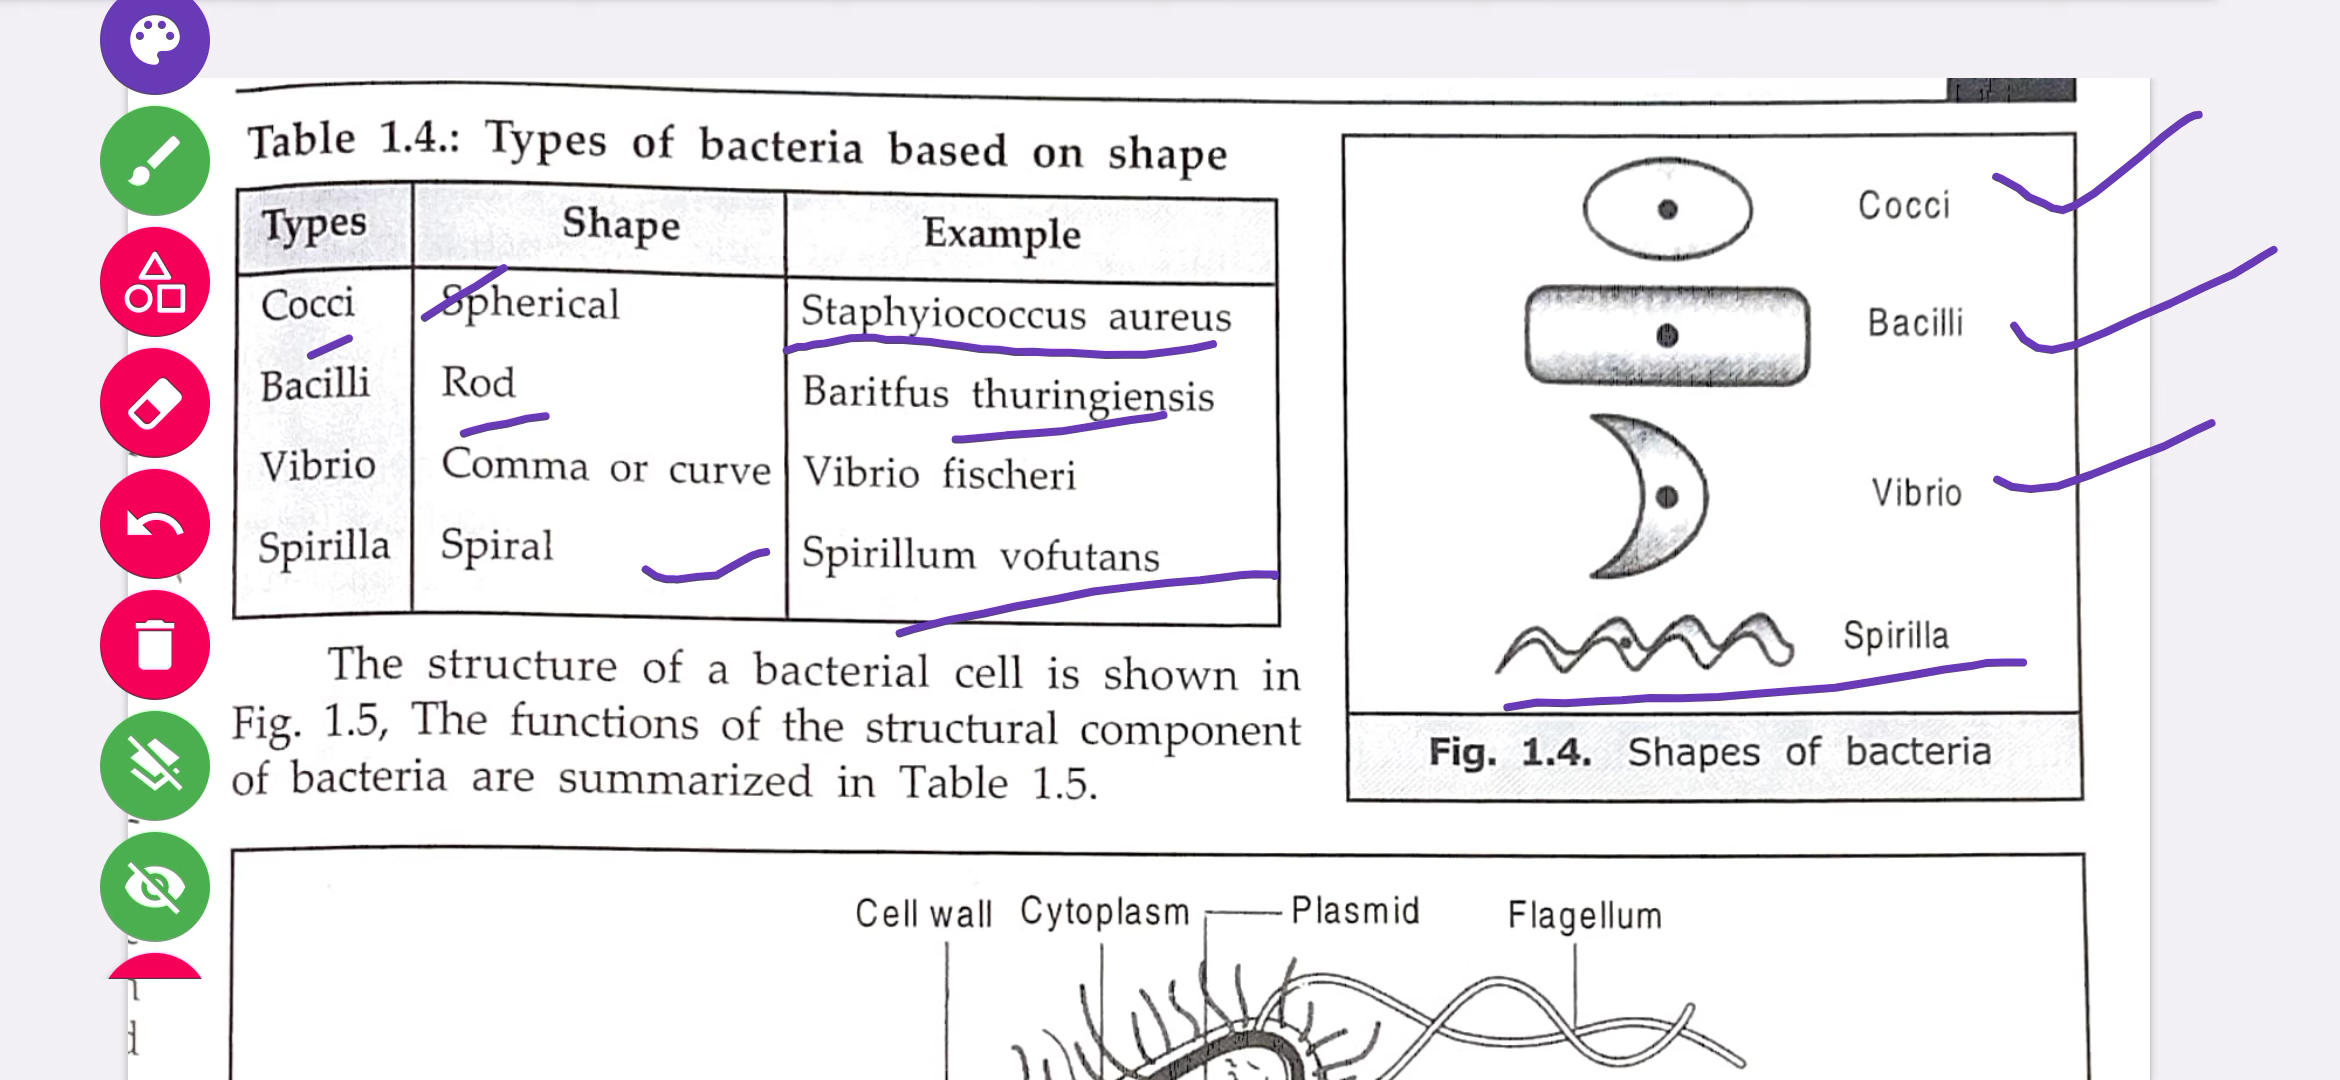 Table 1.4.: Types of bacteria based on shape
Types Shape Example
Cocci Spherical Staphyiococcus aureus
Bacilli Rod Baritfus thuringiensis
Vibrio Comma or curve Vibrio fischeri
Spirilla Spiral Spirillum vofutans
The structure of a bacterial cell is shown in
Fig. 1.5, The functions of the structural component
of bacteria are summarized in Table 1.5.
Cocci
Bacilli
Vibrio
Spirilla
Fig. 1.4. Shapes of bacteria
Cell wall Cytoplasm Plasmid Flagellum